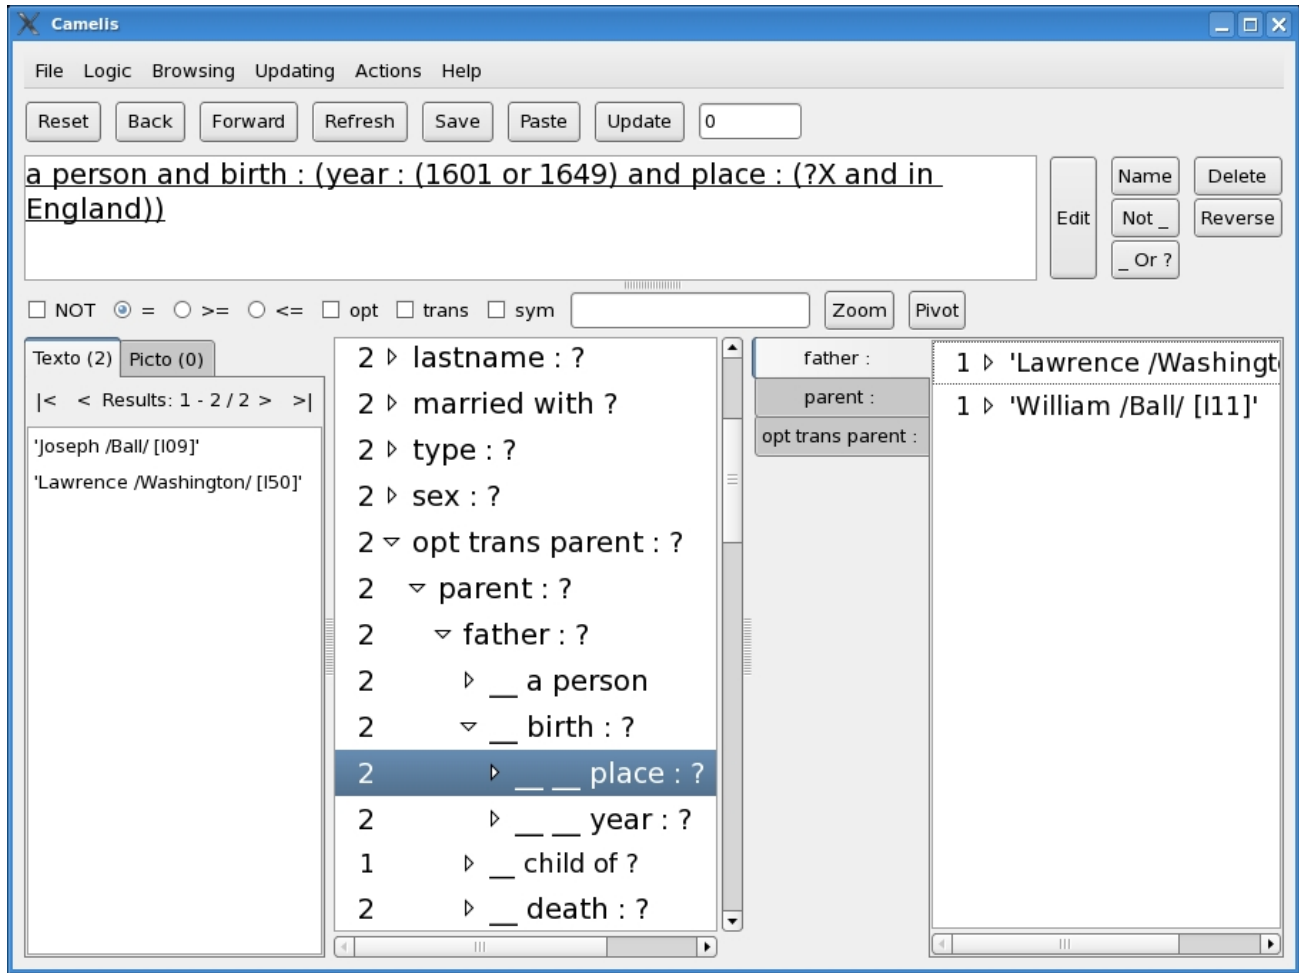 Camelis
File Logic Browsing Updating Actions Help
Reset Back Forward Refresh Save Paste Update 0
a person and birth : (year : (1601 or 1649) and place : (?X and in
England))
Edit
Name Delete
Not _ Reverse
_ Or ?
NOT = >= <= opt trans sym Zoom Pivot
Texto (2) Picto (0)
|< < Results: 1 - 2 / 2 > >|
'Joseph /Ball/ [I09]'
'Lawrence /Washington/ [I50]'
2 lastname : ?
2 married with ?
2 type : ?
2 sex : ?
2 opt trans parent : ?
2 parent : ?
2 father : ?
2 __ a person
2 __ birth : ?
2 __ __ place : ?
2 __ __ year : ?
1 __ child of ?
2 __ death : ?
father :
parent :
opt trans parent :
1 'Lawrence /Washingt
1 'William /Ball/ [I11]'